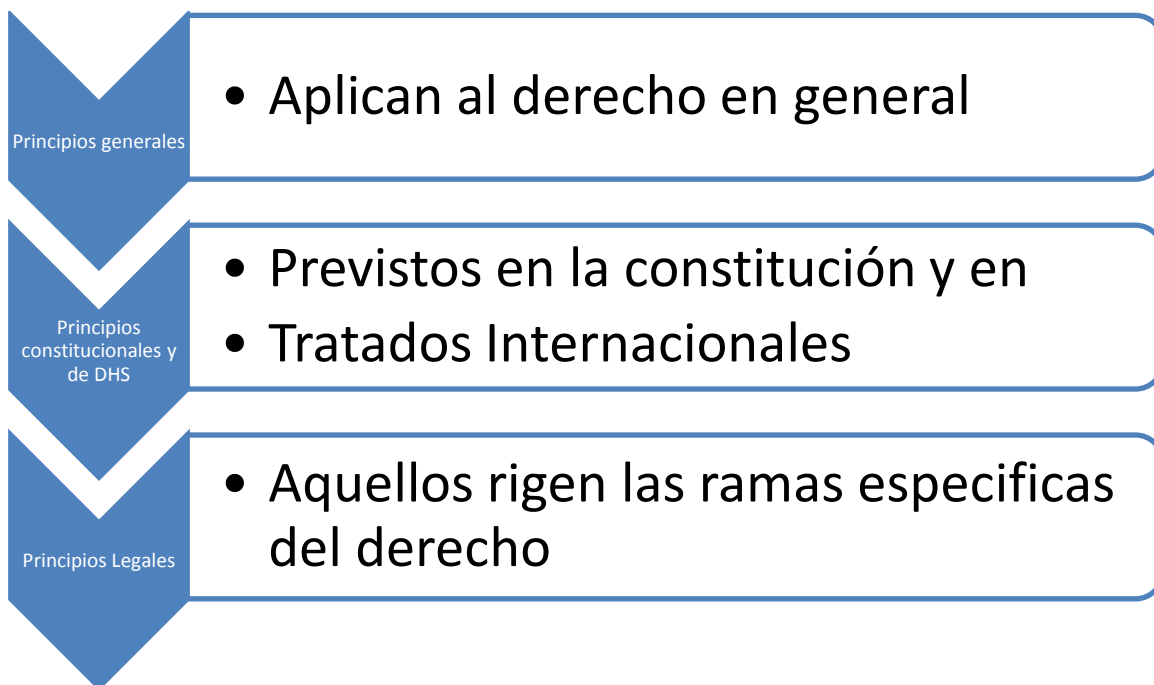 Principios generales
• Aplican al derecho en general
Principios
constitucionales y
de DHS
• Previstos en la constitución y en
• Tratados Internacionales
Principios Legales
• Aquellos rigen las ramas especificas
del derecho